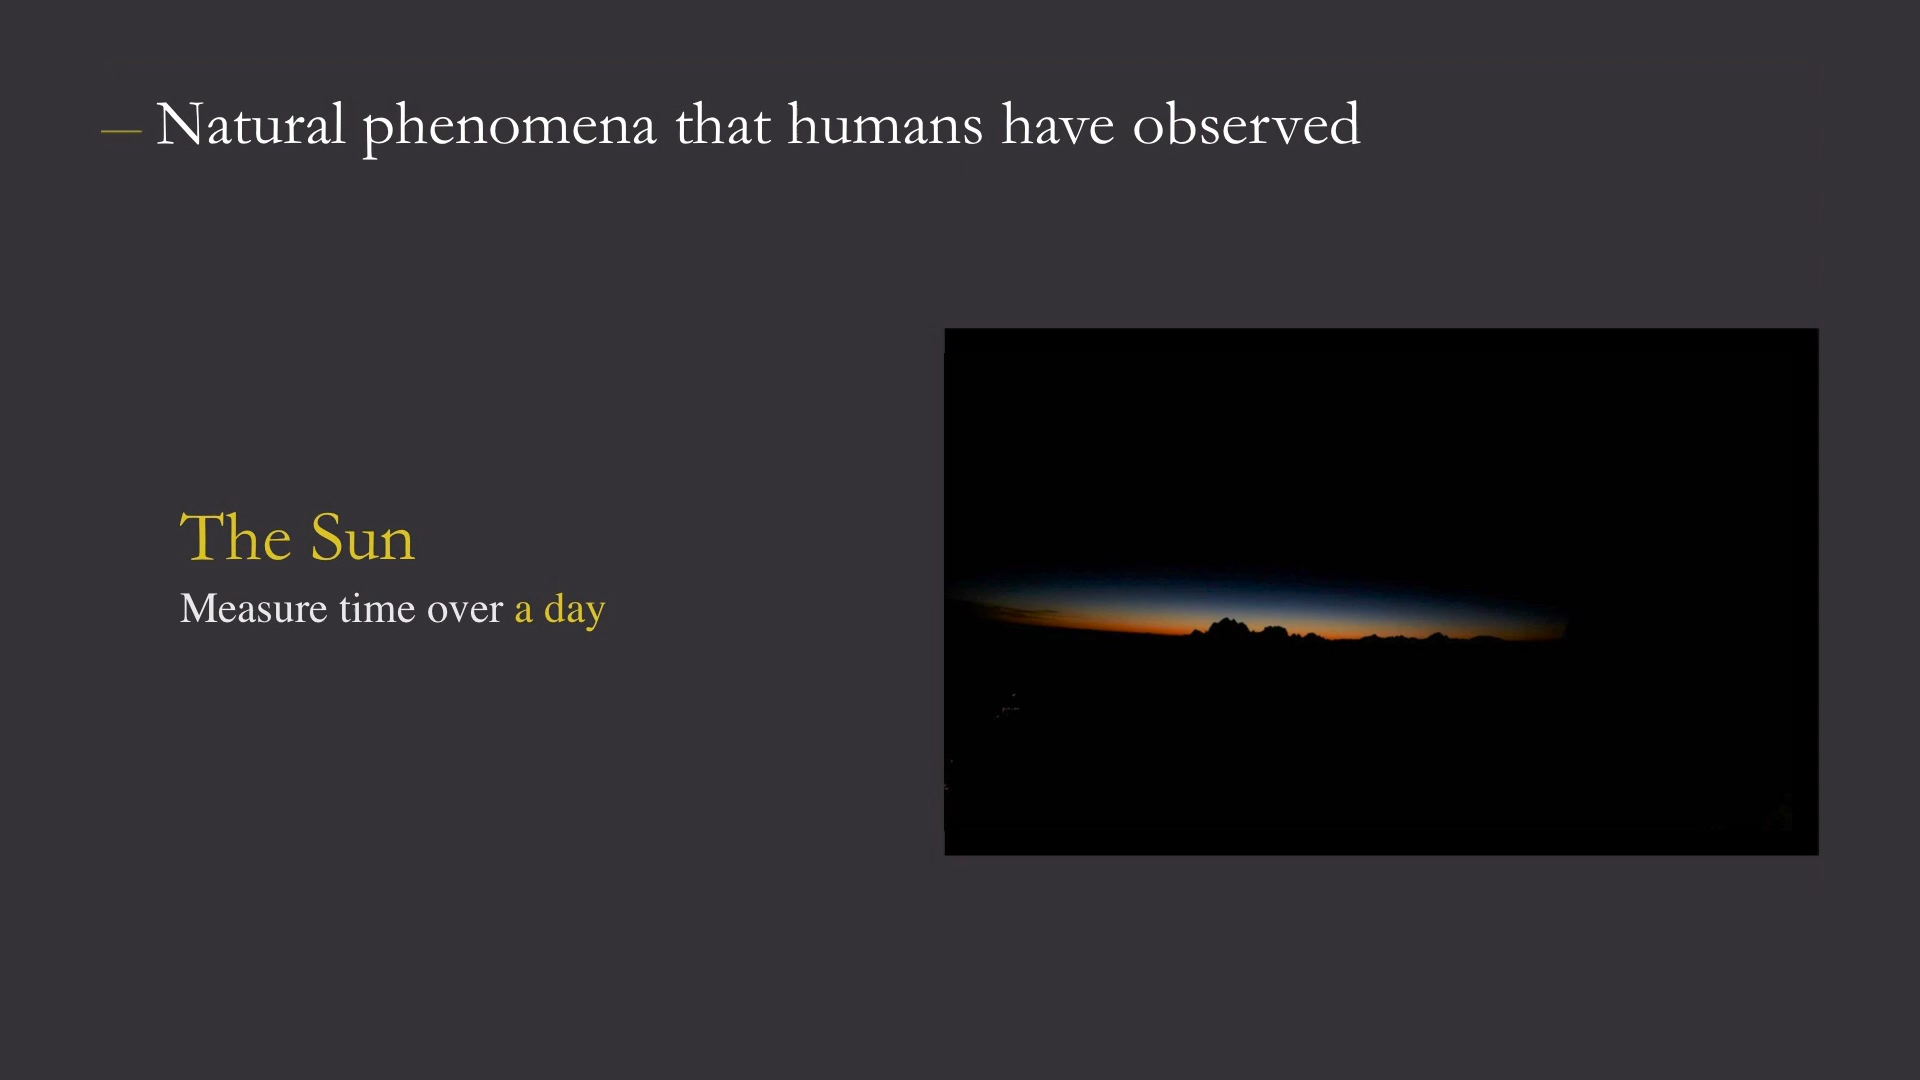 — Natural phenomena that humans have observed
The Sun
Measure time over a day